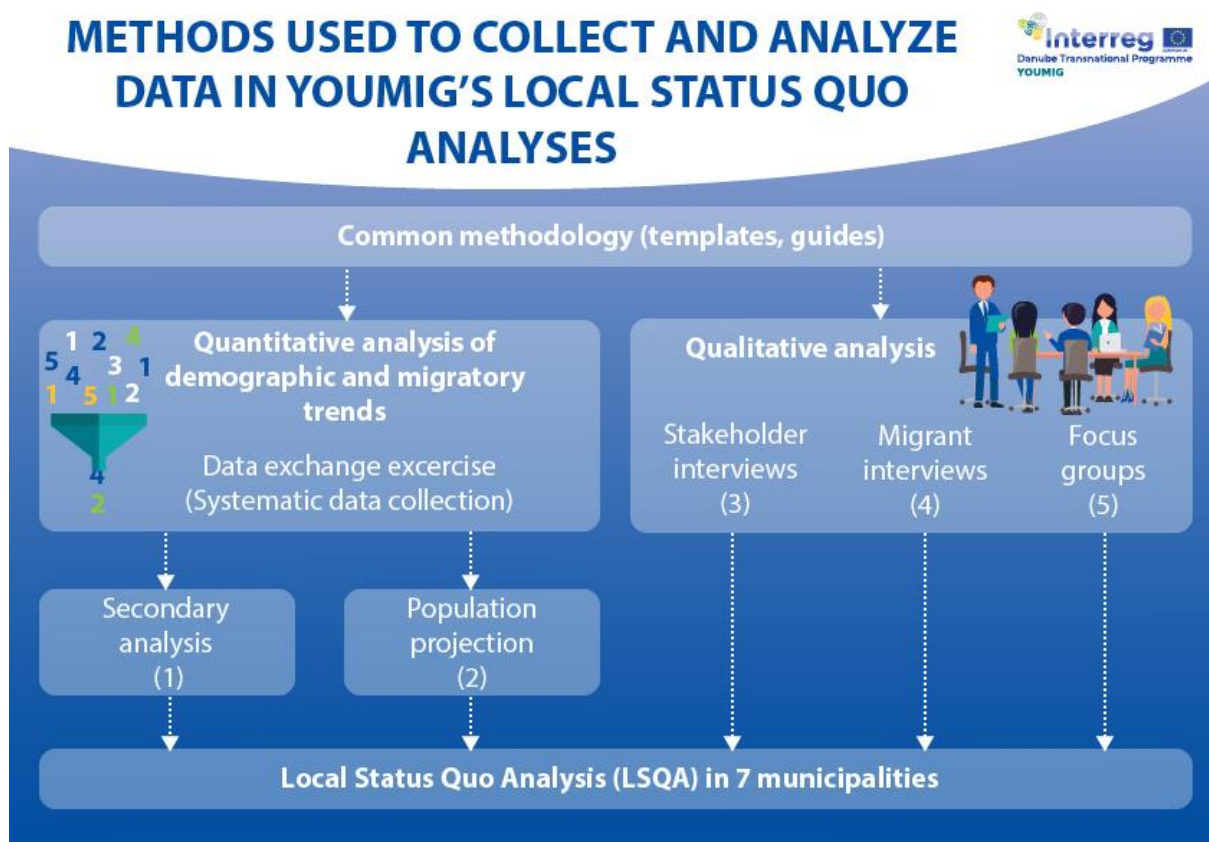 METHODS USED TO COLLECT AND ANALYZE
DATA IN YOUMIG'S LOCAL STATUS QUO
ANALYSES
Interreg
Danube Transnational Programme
YOUMIG
Common methodology (templates, guides)
1 2 4
5 4 3 1
1 5 1 2
4
2
Quantitative analysis of
demographic and migratory
trends
Data exchange excercise
(Systematic data collection)
Qualitative analysis
Stakeholder
interviews
(3)
Migrant
interviews
(4)
Focus
groups
(5)
Secondary
analysis
(1)
Population
projection
(2)
Local Status Quo Analysis (LSQA) in 7 municipalities